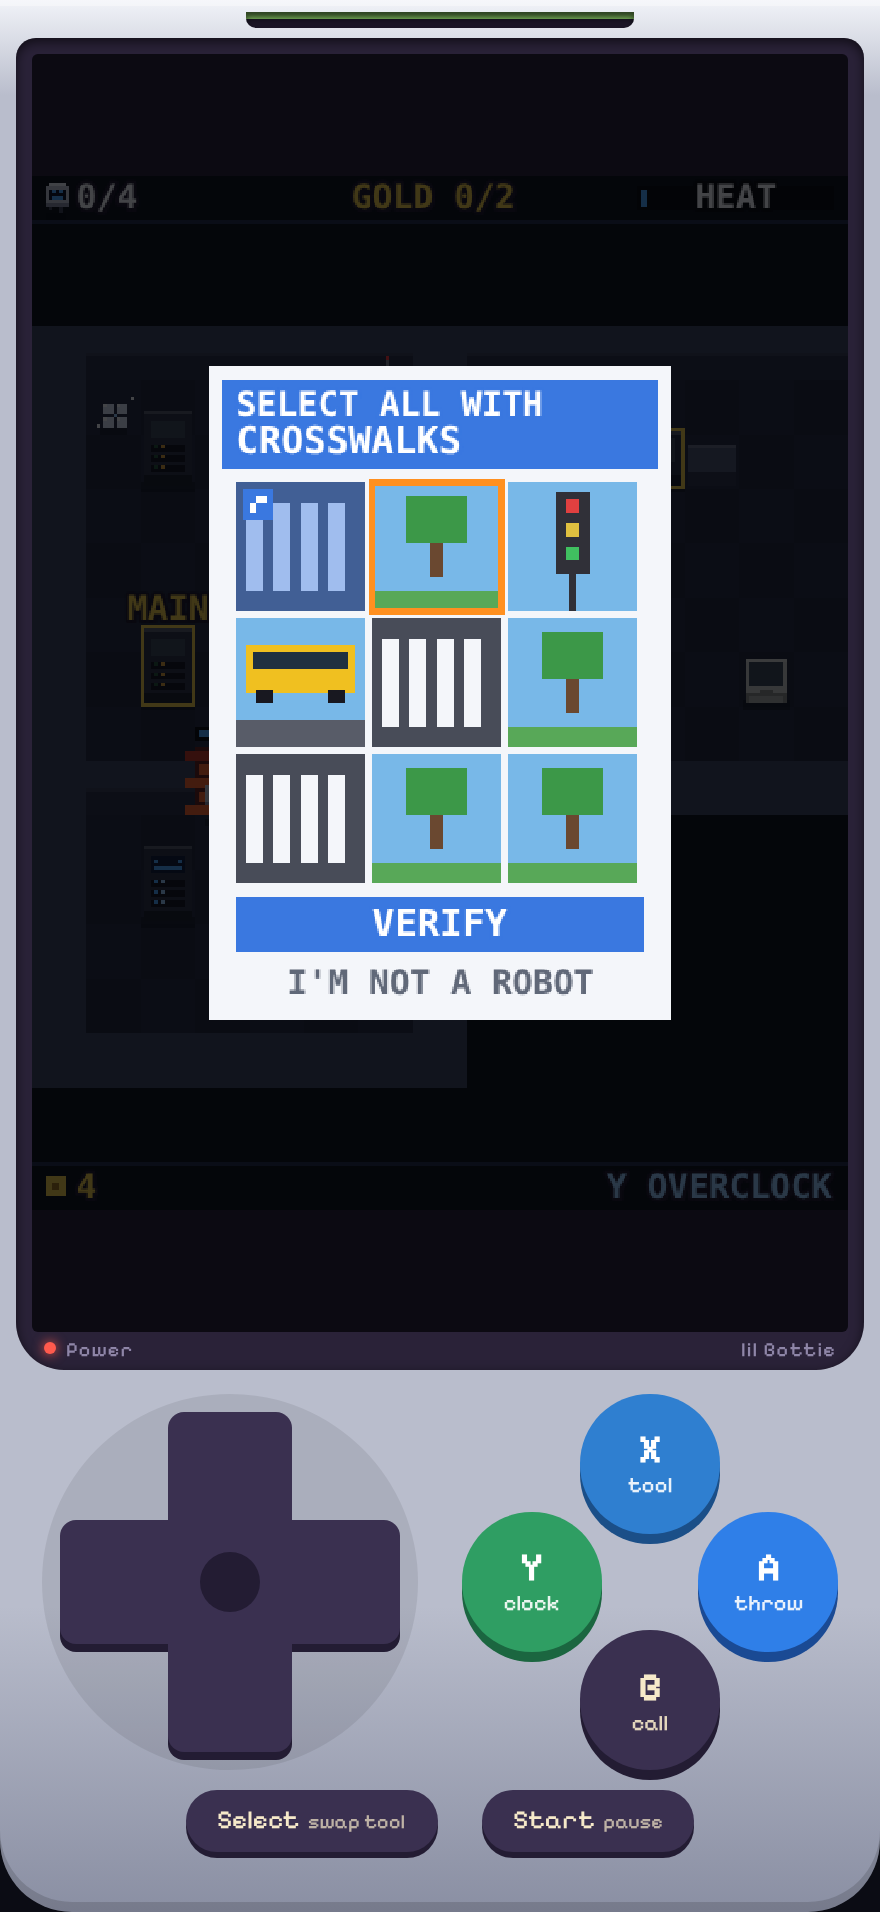 0/4 GOLD 0/2 HEAT
SELECT ALL WITH
CROSSWALKS
MAIN
VERIFY
I'M NOT A ROBOT
4 Y OVERCLOCK
Power lil Bottie
X
tool
Y
clock
A
throw
B
call
Select swap tool
Start pause